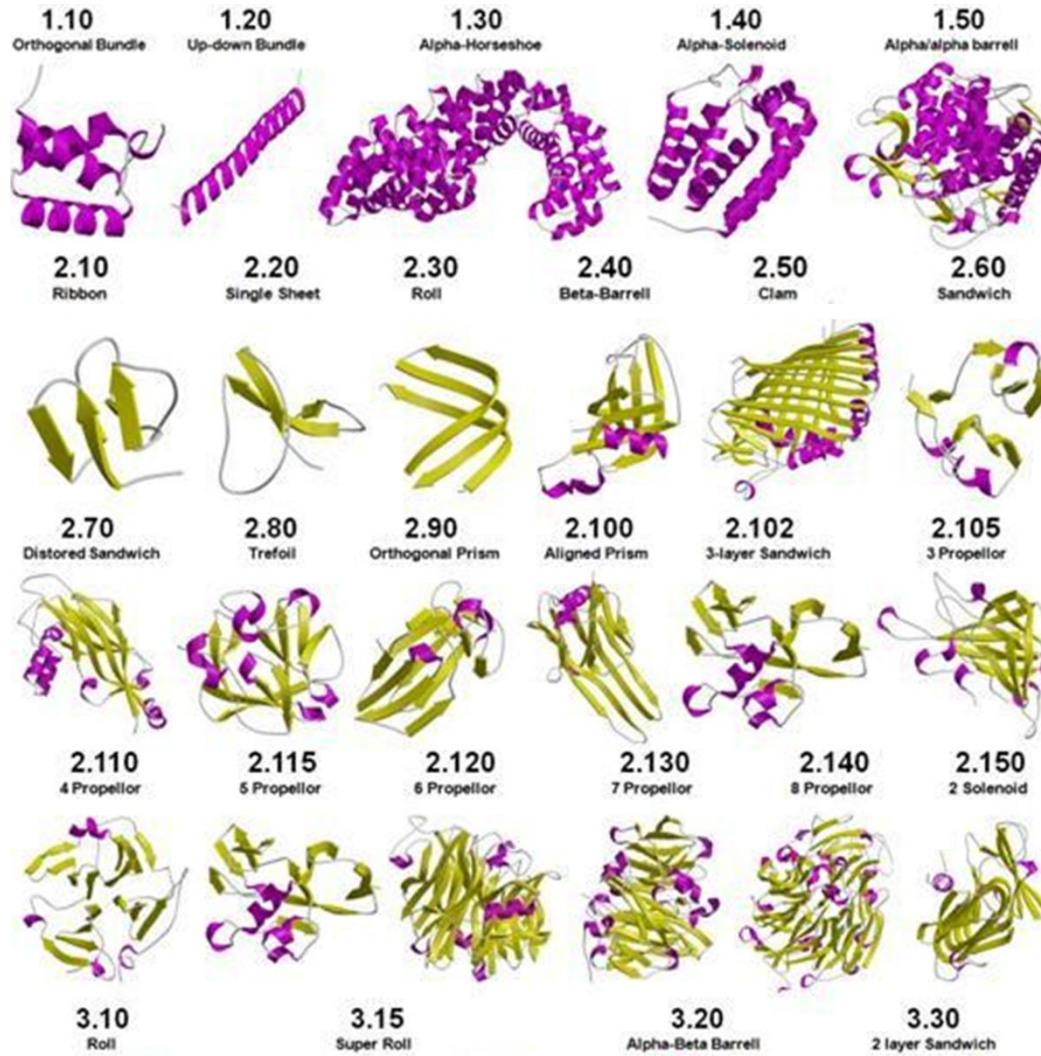 1.10 1.20 1.30 1.40 1.50
Orthogonal Bundle Up-down Bundle Alpha-Horseshoe Alpha-Solenoid Alpha/alpha barrell
2.10 2.20 2.30 2.40 2.50 2.60
Ribbon Single Sheet Roll Beta-Barrell Clam Sandwich
2.70 2.80 2.90 2.100 2.102 2.105
Distored Sandwich Trefoil Orthogonal Prism Aligned Prism 3-layer Sandwich 3 Propellor
2.110 2.115 2.120 2.130 2.140 2.150
4 Propellor 5 Propellor 6 Propellor 7 Propellor 8 Propellor 2 Solenoid
3.10 3.15 3.20 3.30
Roll Super Roll Alpha-Beta Barrell 2 layer Sandwich